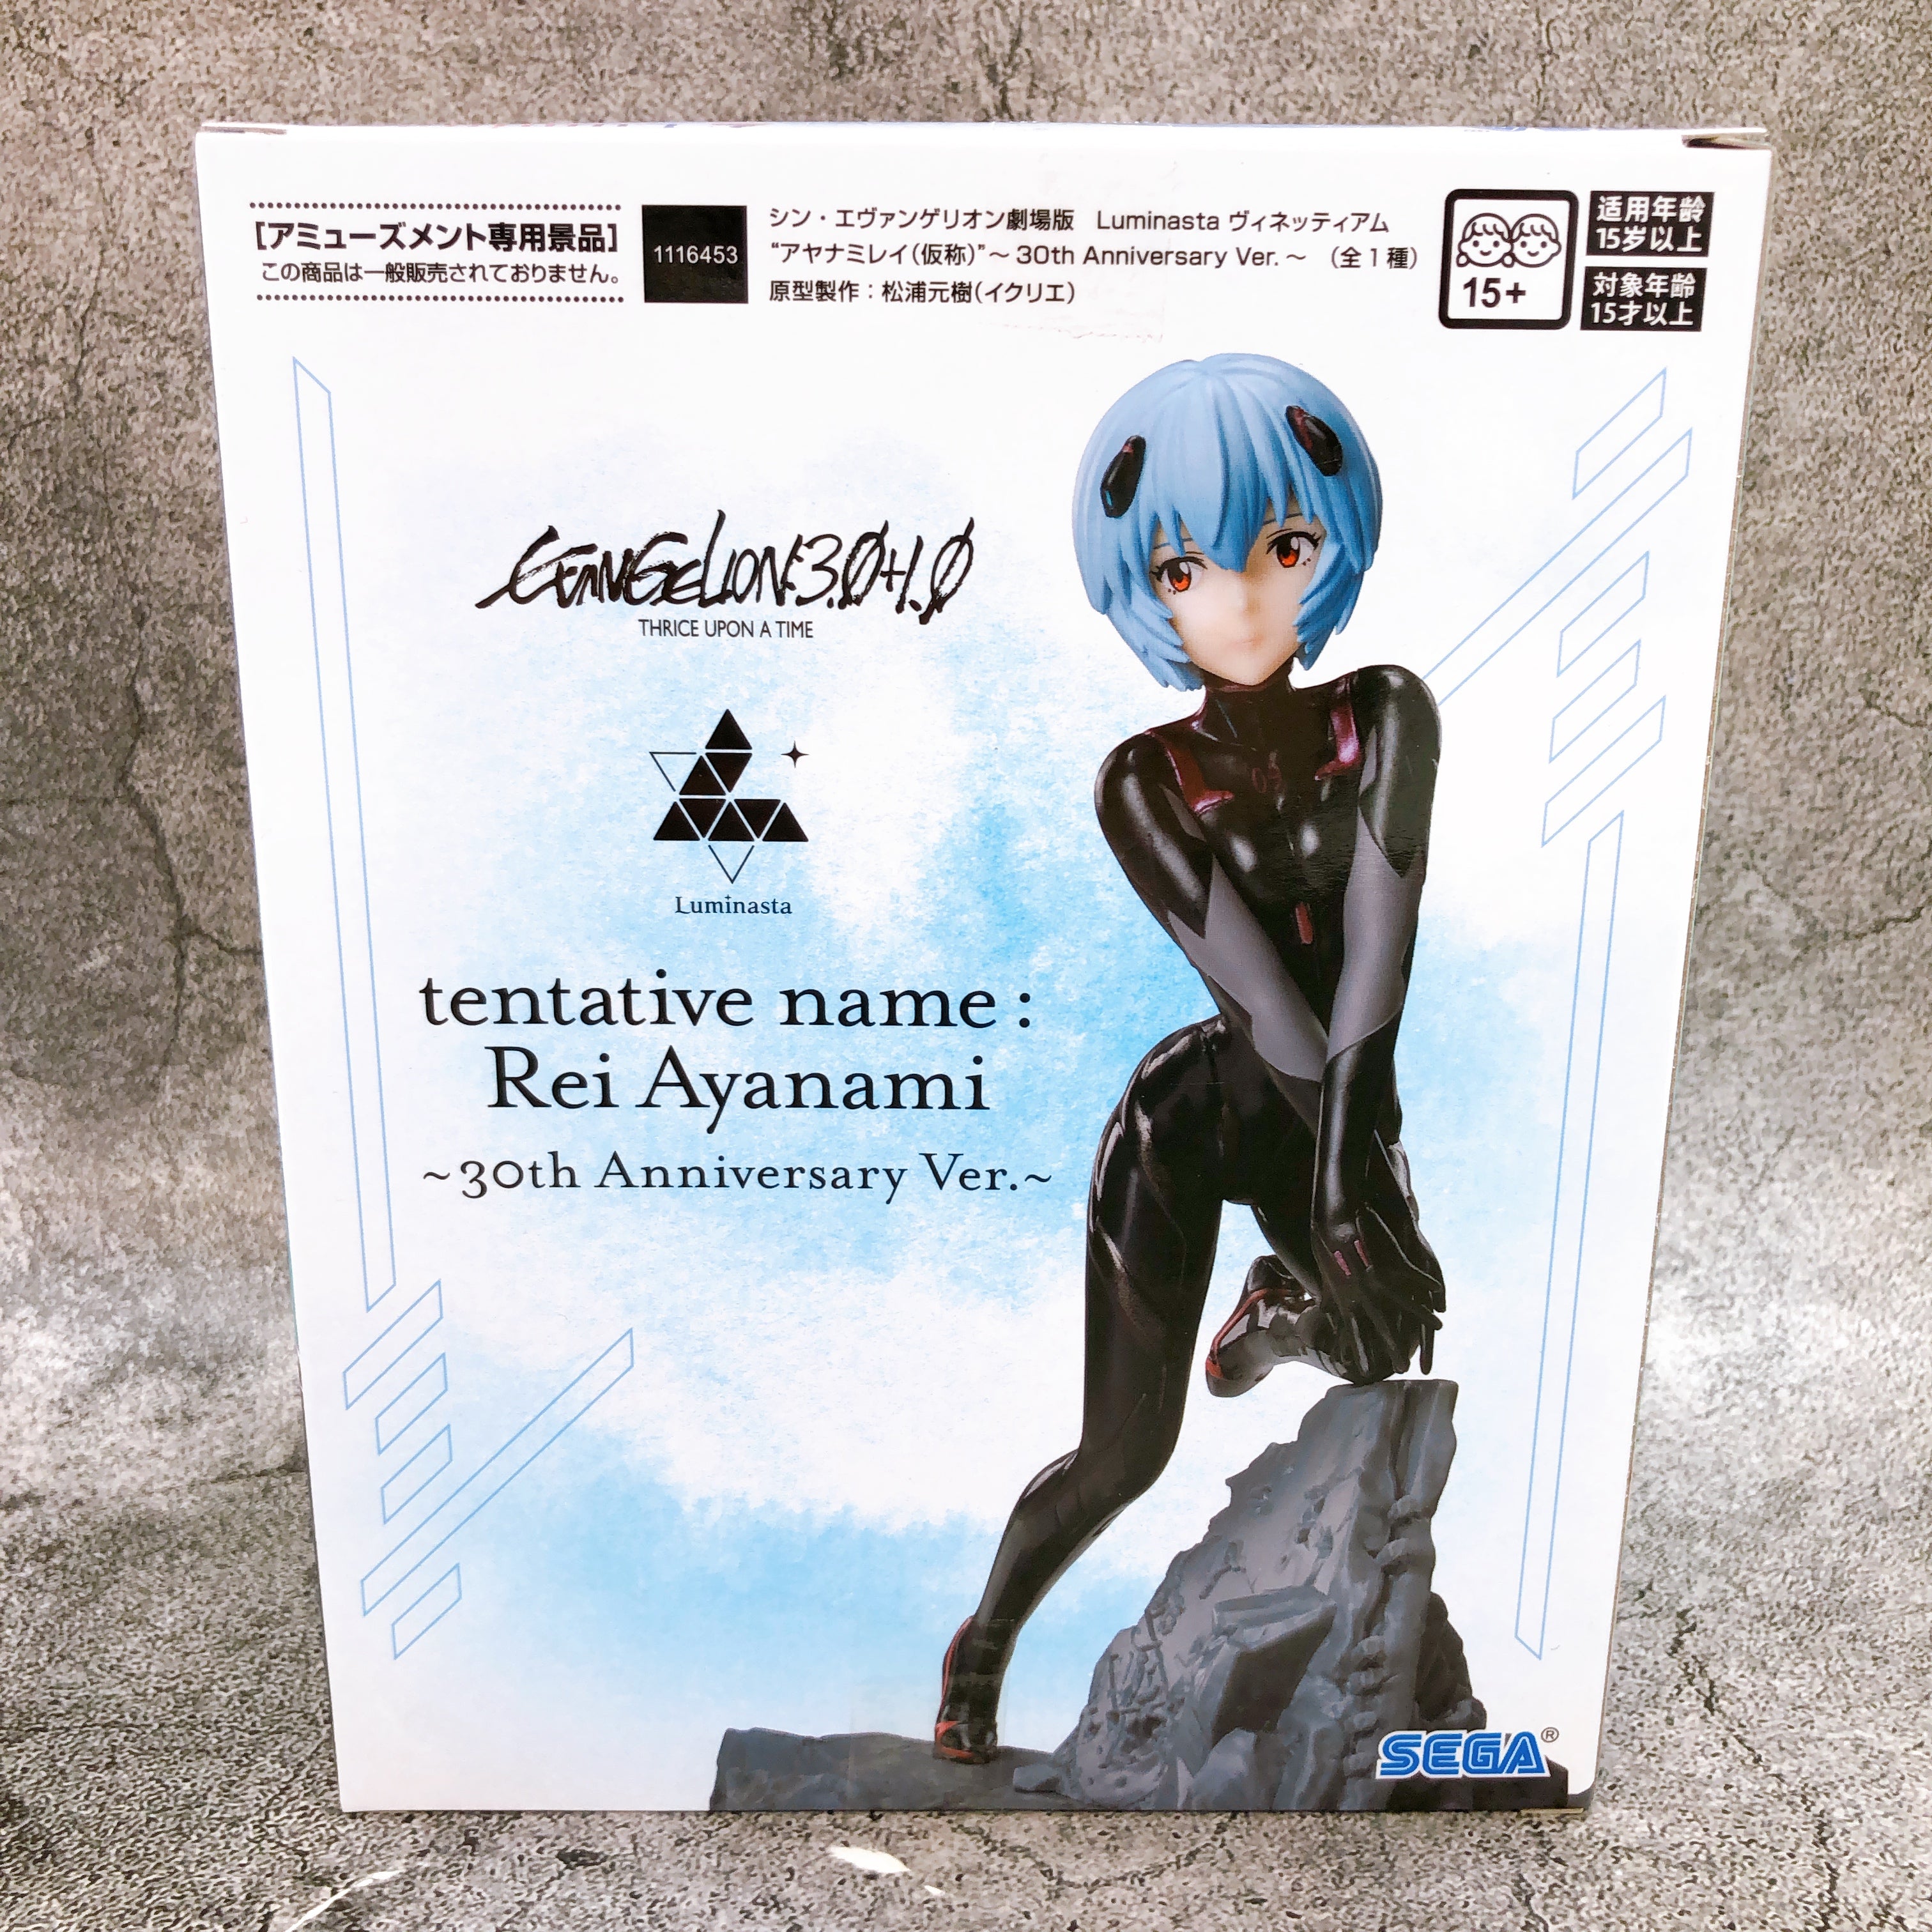 [アミューズメント専用景品]
この商品は一般販売されておりません。
1116453
シン・エヴァンゲリオン劇場版 Luminasta ヴィネッティアム
“アヤナミレイ(仮称)”～30th Anniversary Ver.～ (全1種)
原型製作：松浦元樹(イクリエ)
15+
适用年龄
15岁以上
対象年齢
15才以上
EVANGELION:3.0+1.0
THRICE UPON A TIME
Luminasta
tentative name :
Rei Ayanami
~30th Anniversary Ver.~
03
SEGA®